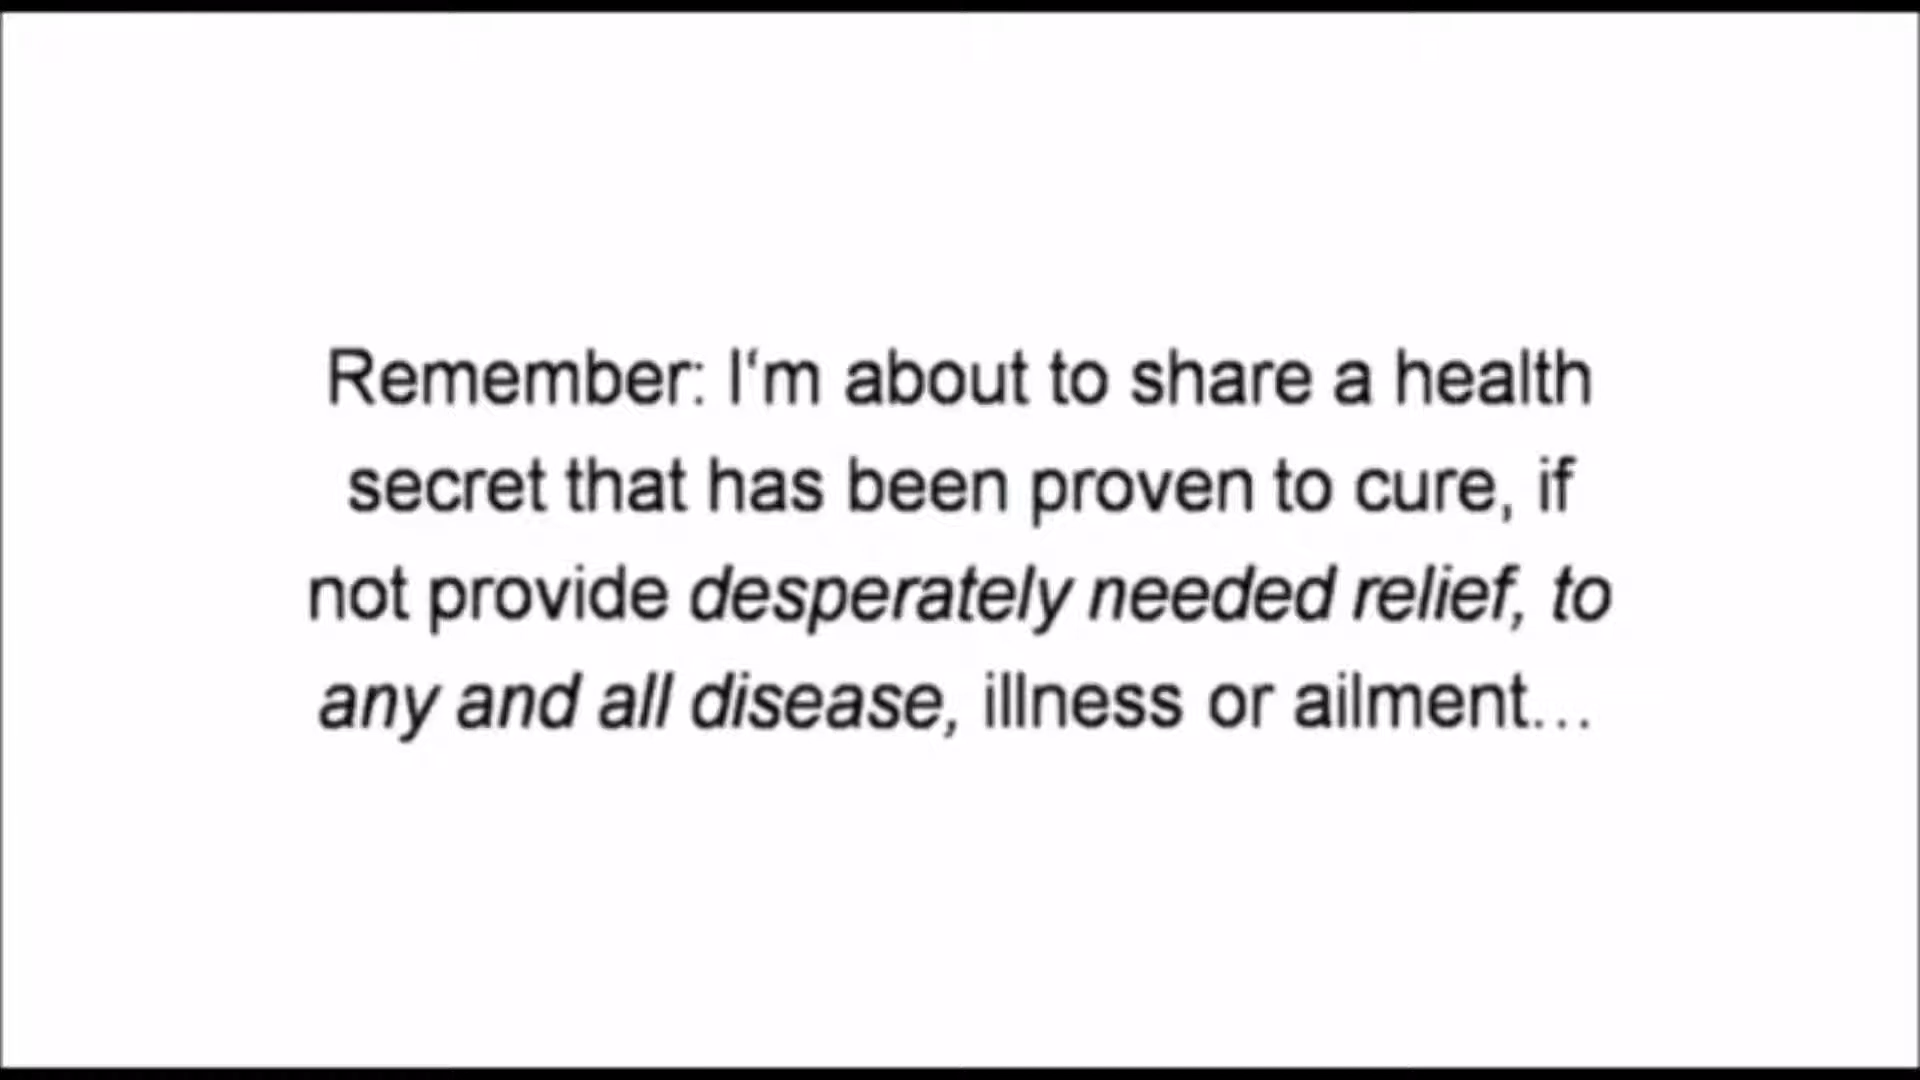 Remember: I‘m about to share a health
secret that has been proven to cure, if
not provide desperately needed relief, to
any and all disease, illness or ailment...